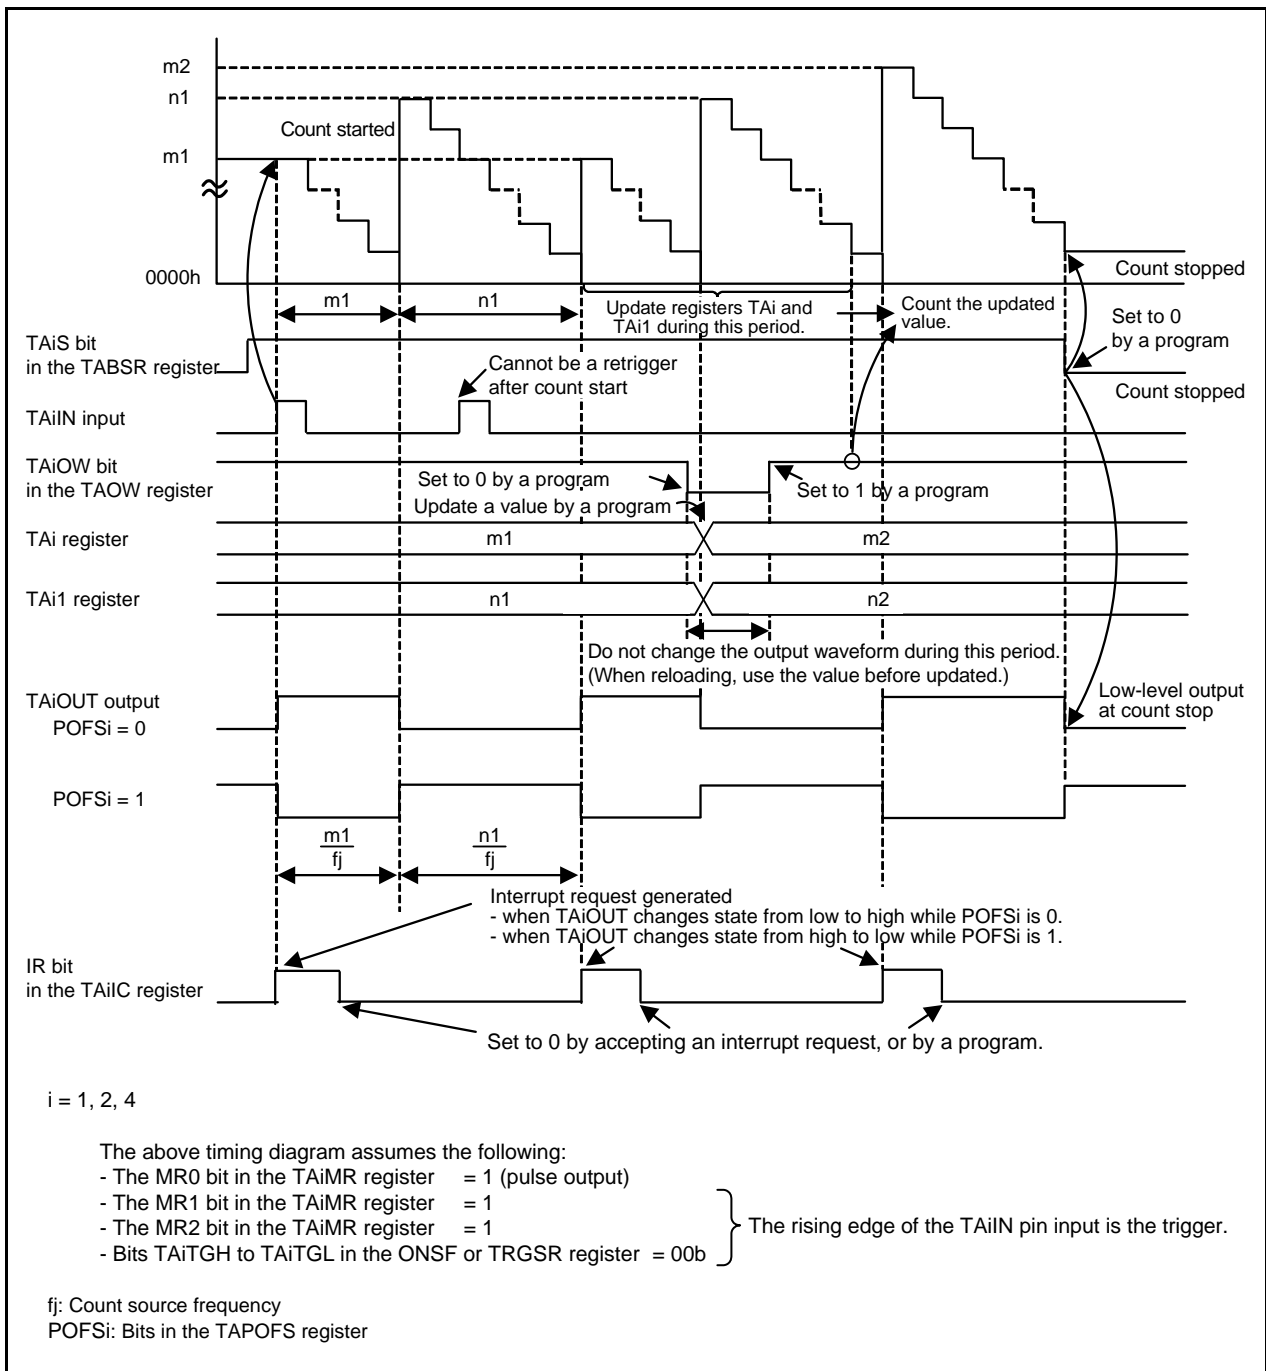 m2
n1
Count started
m1
0000h
Count stopped
m1
n1
Update registers TAi and
TAi1 during this period.
Count the updated
value.
Set to 0
by a program
TAiS bit
in the TABSR register
Count stopped
Cannot be a retrigger
after count start
TAiIN input
TAiOW bit
in the TAOW register
Set to 0 by a program
Set to 1 by a program
Update a value by a program
TAi register
m1
m2
TAi1 register
n1
n2
Do not change the output waveform during this period.
(When reloading, use the value before updated.)
TAiOUT output
POFSi = 0
Low-level output
at count stop
POFSi = 1
m1
fj
n1
fj
Interrupt request generated
- when TAiOUT changes state from low to high while POFSi is 0.
- when TAiOUT changes state from high to low while POFSi is 1.
IR bit
in the TAiIC register
Set to 0 by accepting an interrupt request, or by a program.
i = 1, 2, 4
The above timing diagram assumes the following:
- The MR0 bit in the TAiMR register = 1 (pulse output)
- The MR1 bit in the TAiMR register = 1
- The MR2 bit in the TAiMR register = 1
- Bits TAiTGH to TAiTGL in the ONSF or TRGSR register = 00b
The rising edge of the TAiIN pin input is the trigger.
fj: Count source frequency
POFSi: Bits in the TAPOFS register